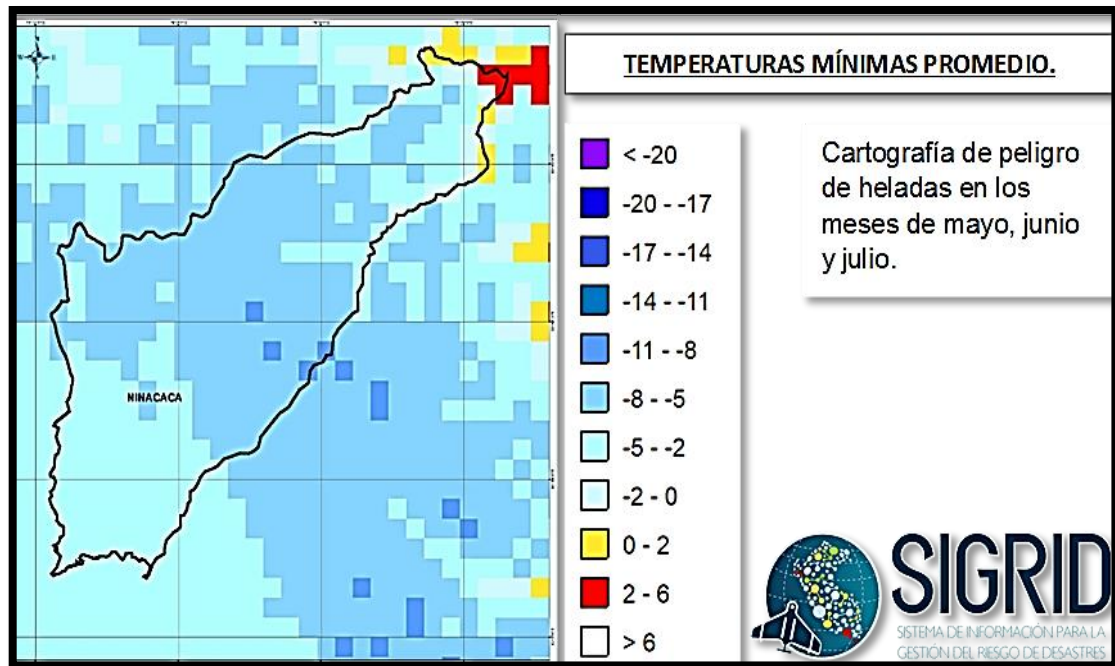 TEMPERATURAS MÍNIMAS PROMEDIO.
< -20
-20 - -17
-17 - -14
-14 - -11
-11 - -8
-8 - -5
-5 - -2
-2 - 0
0 - 2
2 - 6
> 6
Cartografía de peligro
de heladas en los
meses de mayo, junio
y julio.
NINACACA
SIGRID
SISTEMA DE INFORMACIÓN PARA LA
GESTIÓN DEL RIESGO DE DESASTRES